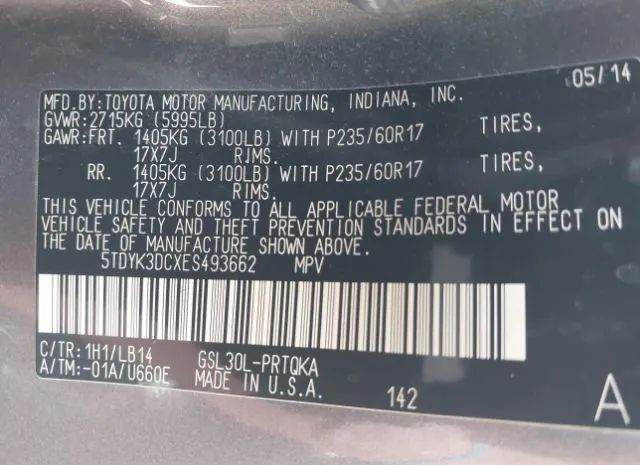 05/14
MFD.BY:TOYOTA MOTOR MANUFACTURING, INDIANA, INC.
GVWR:2715KG (5995LB)
GAWR:FRT. 1405KG (3100LB) WITH P235/60R17 TIRES,
17X7J RIMS.
RR. 1405KG (3100LB) WITH P235/60R17 TIRES,
17X7J RIMS.
THIS VEHICLE CONFORMS TO ALL APPLICABLE FEDERAL MOTOR
VEHICLE SAFETY AND THEFT PREVENTION STANDARDS IN EFFECT ON
THE DATE OF MANUFACTURE SHOWN ABOVE.
5TDYK3DCXES493662 MPV
C/TR:1H1/LB14 GSL30L-PRTQKA
A/TM:-01A/U660E MADE IN U.S.A. 142 A